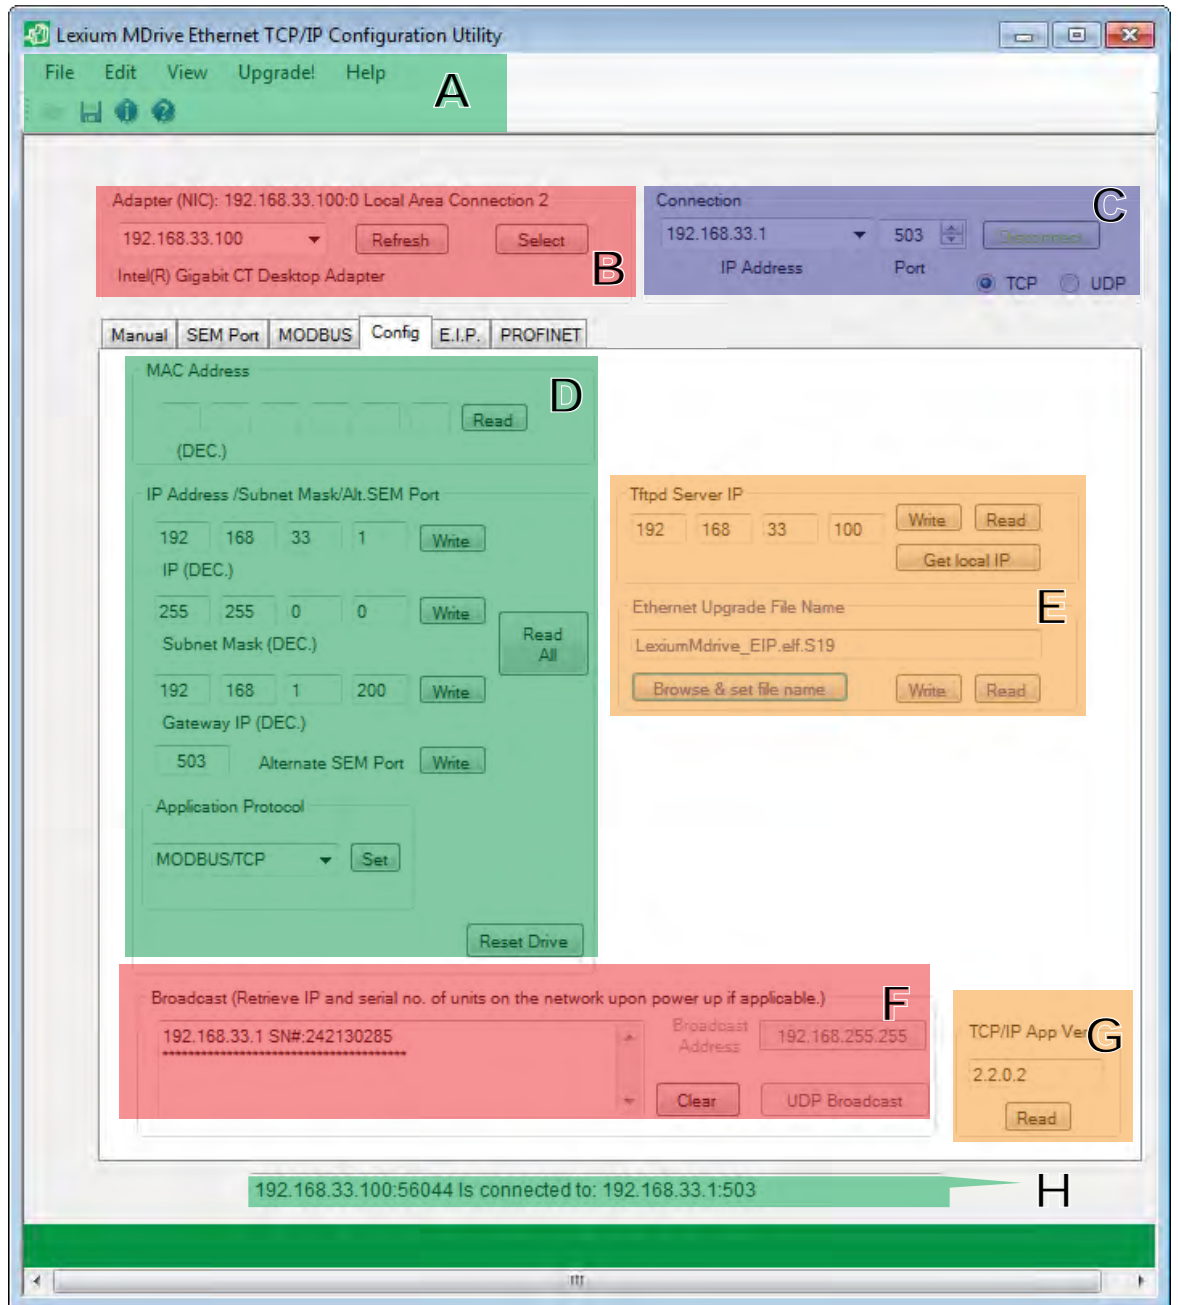 Lexium MDrive Ethernet TCP/IP Configuration Utility
File Edit View Upgrade! Help
A
Adapter (NIC): 192.168.33.100:0 Local Area Connection 2
192.168.33.100 Refresh Select
Intel(R) Gigabit CT Desktop Adapter
B
Connection
C
192.168.33.1 503 Disconnect
IP Address Port
TCP UDP
Manual SEM Port MODBUS Config E.I.P. PROFINET
MAC Address
D
Read
(DEC.)
IP Address /Subnet Mask/Alt.SEM Port
192 168 33 1 Write
IP (DEC.)
255 255 0 0 Write
Subnet Mask (DEC.)
Read
All
192 168 1 200 Write
Gateway IP (DEC.)
503 Alternate SEM Port Write
Application Protocol
MODBUS/TCP Set
Reset Drive
Tftpd Server IP
192 168 33 100 Write Read
Get local IP
Ethernet Upgrade File Name
E
LexiumMdrive_EIP.elf.S19
Browse & set file name Write Read
Broadcast (Retrieve IP and serial no. of units on the network upon power up if applicable.)
F
192.168.33.1 SN#:242130285
****************************************
Broadcast
Address
192.168.255.255
Clear UDP Broadcast
TCP/IP App Ver
G
2.2.0.2
Read
192.168.33.100:56044 Is connected to: 192.168.33.1:503
H